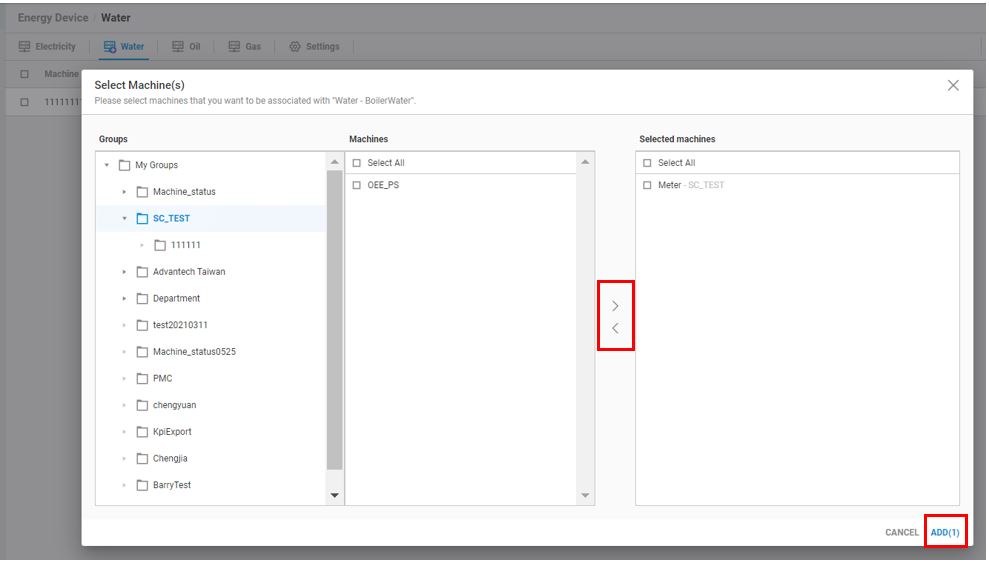 Energy Device / Water
Electricity Water Oil Gas Settings
Machine
Select Machine(s)
Please select machines that you want to be associated with "Water - BoilerWater".
Groups
My Groups
Machine_status
SC_TEST
111111
Advantech Taiwan
Department
test20210311
Machine_status0525
PMC
chengyuan
KpiExport
Chengjia
BarryTest
Machines
Select All
OEE_PS
Selected machines
Select All
Meter - SC_TEST
CANCEL ADD(1)